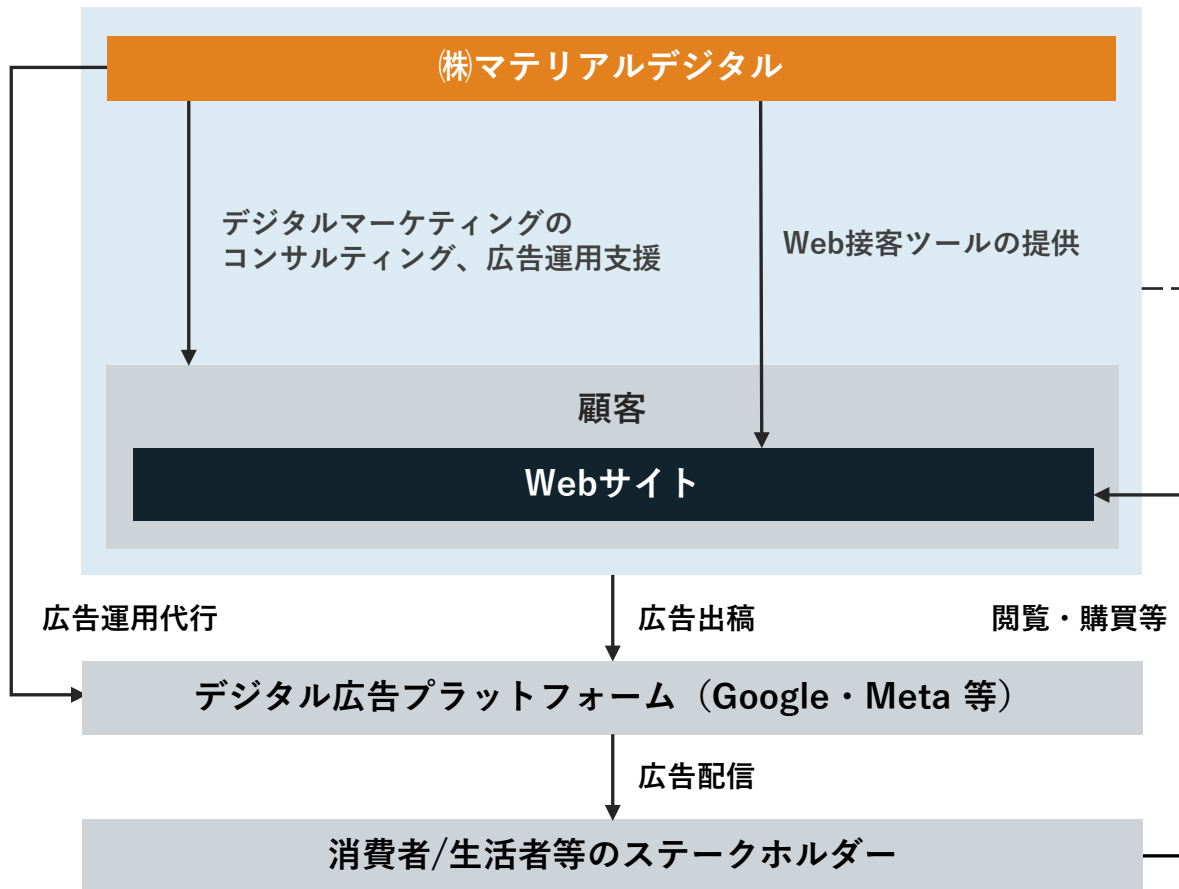 ㈱マテリアルデジタル
デジタルマーケティングの
コンサルティング、広告運用支援
Web接客ツールの提供
顧客
Webサイト
広告運用代行
広告出稿
閲覧・購買等
デジタル広告プラットフォーム（Google・Meta 等）
広告配信
消費者/生活者等のステークホルダー